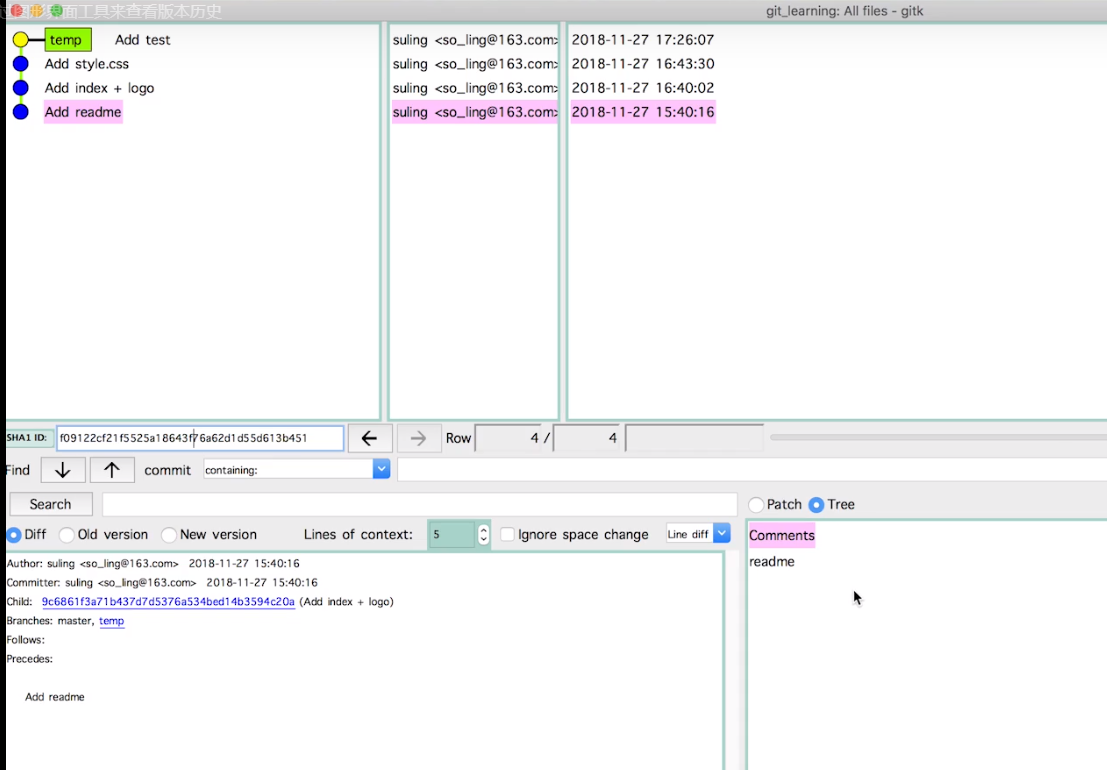 面工具来查看版本历史
git_learning: All files - gitk
temp Add test suling <so_ling@163.com> 2018-11-27 17:26:07
Add style.css suling <so_ling@163.com> 2018-11-27 16:43:30
Add index + logo suling <so_ling@163.com> 2018-11-27 16:40:02
Add readme suling <so_ling@163.com> 2018-11-27 15:40:16
SHA1 ID: f09122cf21f5525a18643f76a62d1d55d613b451 Row 4 / 4
Find commit containing:
Search
Patch Tree
Diff Old version New version Lines of context: 5 Ignore space change Line diff
Comments
readme
Author: suling <so_ling@163.com> 2018-11-27 15:40:16
Committer: suling <so_ling@163.com> 2018-11-27 15:40:16
Child: 9c6861f3a71b437d7d5376a534bed14b3594c20a (Add index + logo)
Branches: master, temp
Follows:
Precedes:
Add readme